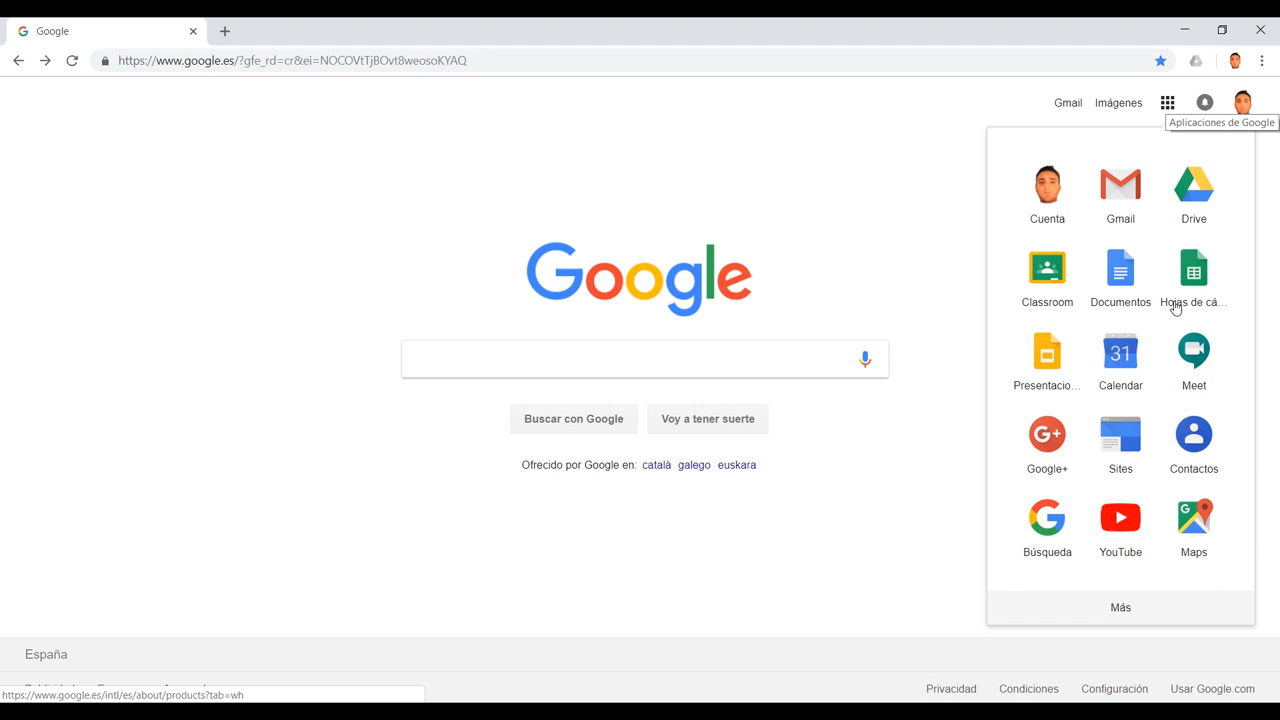 Google
https://www.google.es/?gfe_rd=cr&ei=NOCOVtTjBOvt8weosoKYAQ
Gmail Imágenes
Aplicaciones de Google
Cuenta Gmail Drive
Classroom Documentos Hojas de cá...
31
Presentacio... Calendar Meet
G+
Google+ Sites Contactos
G G
Búsqueda YouTube Maps
Más
Google
Buscar con Google Voy a tener suerte
Ofrecido por Google en: català galego euskara
España
https://www.google.es/intl/es/about/products?tab=wh
Privacidad Condiciones Configuración Usar Google.com